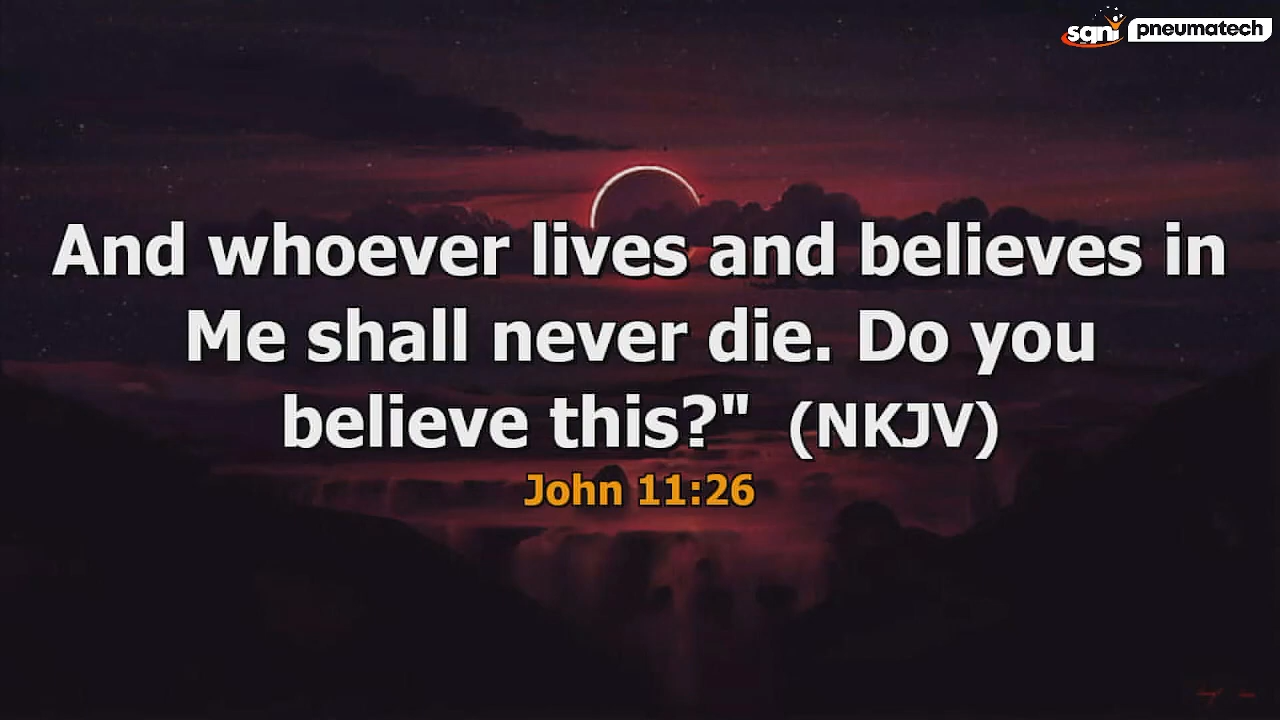 sqni pneumatech
And whoever lives and believes in
Me shall never die. Do you
believe this?" (NKJV)
John 11:26